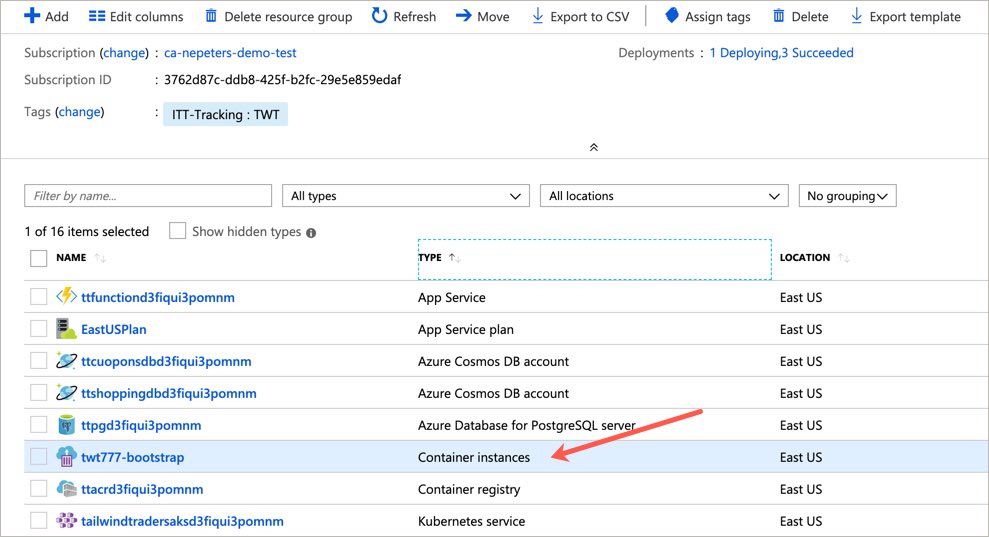 Add Edit columns Delete resource group Refresh Move Export to CSV Assign tags Delete Export template
Subscription (change) : ca-nepeters-demo-test Deployments : 1 Deploying,3 Succeeded
Subscription ID : 3762d87c-ddb8-425f-b2fc-29e5e859edaf
Tags (change) : ITT-Tracking : TWT
Filter by name... All types All locations No grouping
1 of 16 items selected Show hidden types
NAME TYPE LOCATION
ttfunctiond3fiqui3pomnm App Service East US
EastUSPlan App Service plan East US
ttcuoponsdbd3fiqui3pomnm Azure Cosmos DB account East US
ttshoppingdbd3fiqui3pomnm Azure Cosmos DB account East US
ttpgd3fiqui3pomnm Azure Database for PostgreSQL server East US
twt777-bootstrap Container instances East US
ttacrd3fiqui3pomnm Container registry East US
tailwindtradersaksd3fiqui3pomnm Kubernetes service East US